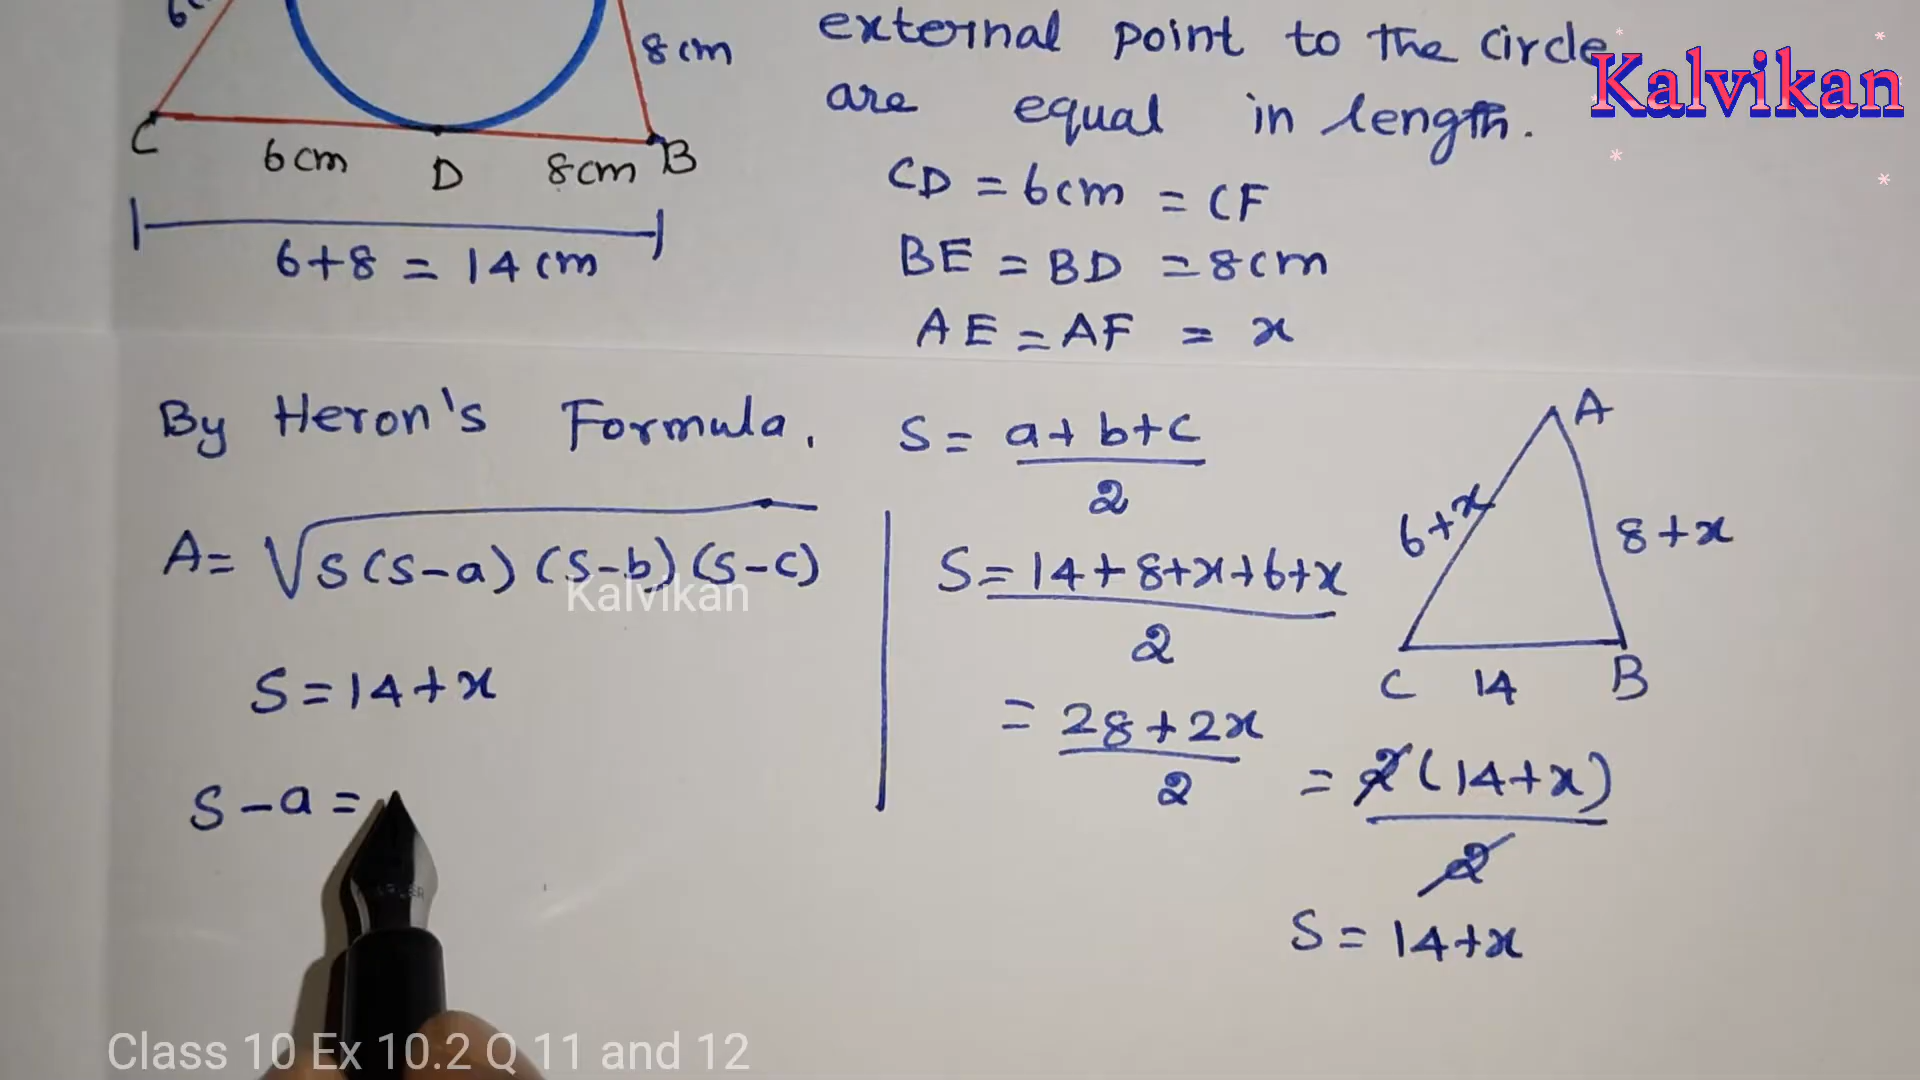 8cm
external point to the circle
are equal in length.
Kalvikan
C 6cm D 8cm B
6+8 = 14cm
CD = 6cm = CF
BE = BD = 8cm
AE = AF = x
By Heron's Formula,
A= √s(s-a)(s-b)(s-c)
Kalvikan
S=14+x
S-a=
S= a+b+c
2
S=14+8+x+6+x
2
= 28+2x
2
= 2(14+x)
2
S= 14+x
A
6+x
8+x
C 14 B
Class 10 Ex 10.2 Q 11 and 12